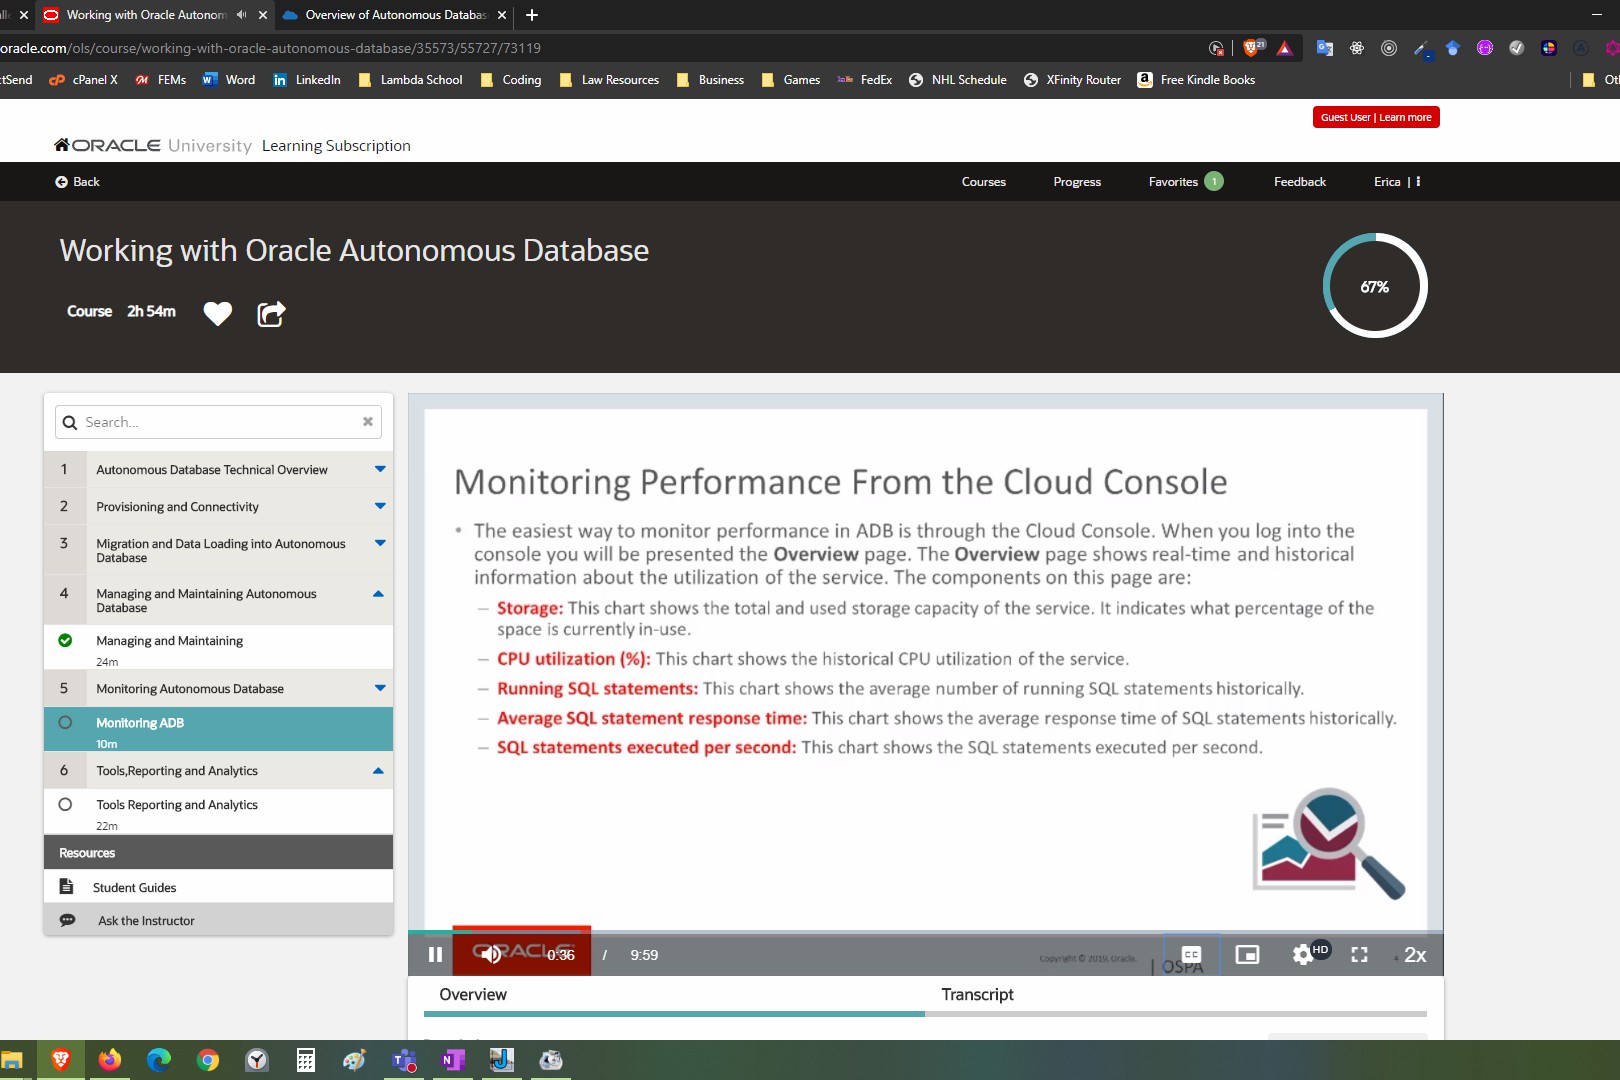 Working with Oracle Autonom
Overview of Autonomous Databas
oracle.com/ols/course/working-with-oracle-autonomous-database/35573/55727/73119
21
ctSend
cPanel X
FEMs
Word
LinkedIn
Lambda School
Coding
Law Resources
Business
Games
FedEx
NHL Schedule
XFinity Router
Free Kindle Books
Guest User | Learn more
ORACLE University Learning Subscription
Back
Courses
Progress
Favorites 1
Feedback
Erica |
Working with Oracle Autonomous Database
Course 2h 54m
67%
Search...
1 Autonomous Database Technical Overview
2 Provisioning and Connectivity
3 Migration and Data Loading into Autonomous
Database
4 Managing and Maintaining Autonomous
Database
Managing and Maintaining
24m
5 Monitoring Autonomous Database
Monitoring ADB
10m
6 Tools,Reporting and Analytics
Tools Reporting and Analytics
22m
Resources
Student Guides
Ask the Instructor
Monitoring Performance From the Cloud Console
• The easiest way to monitor performance in ADB is through the Cloud Console. When you log into the
console you will be presented the Overview page. The Overview page shows real-time and historical
information about the utilization of the service. The components on this page are:
– Storage: This chart shows the total and used storage capacity of the service. It indicates what percentage of the
space is currently in-use.
– CPU utilization (%): This chart shows the historical CPU utilization of the service.
– Running SQL statements: This chart shows the average number of running SQL statements historically.
– Average SQL statement response time: This chart shows the average response time of SQL statements historically.
– SQL statements executed per second: This chart shows the SQL statements executed per second.
ORACLE
0:36 / 9:59
Copyright © 2019, Oracle. | OSPA
CC
HD
4
2x
Overview
Transcript